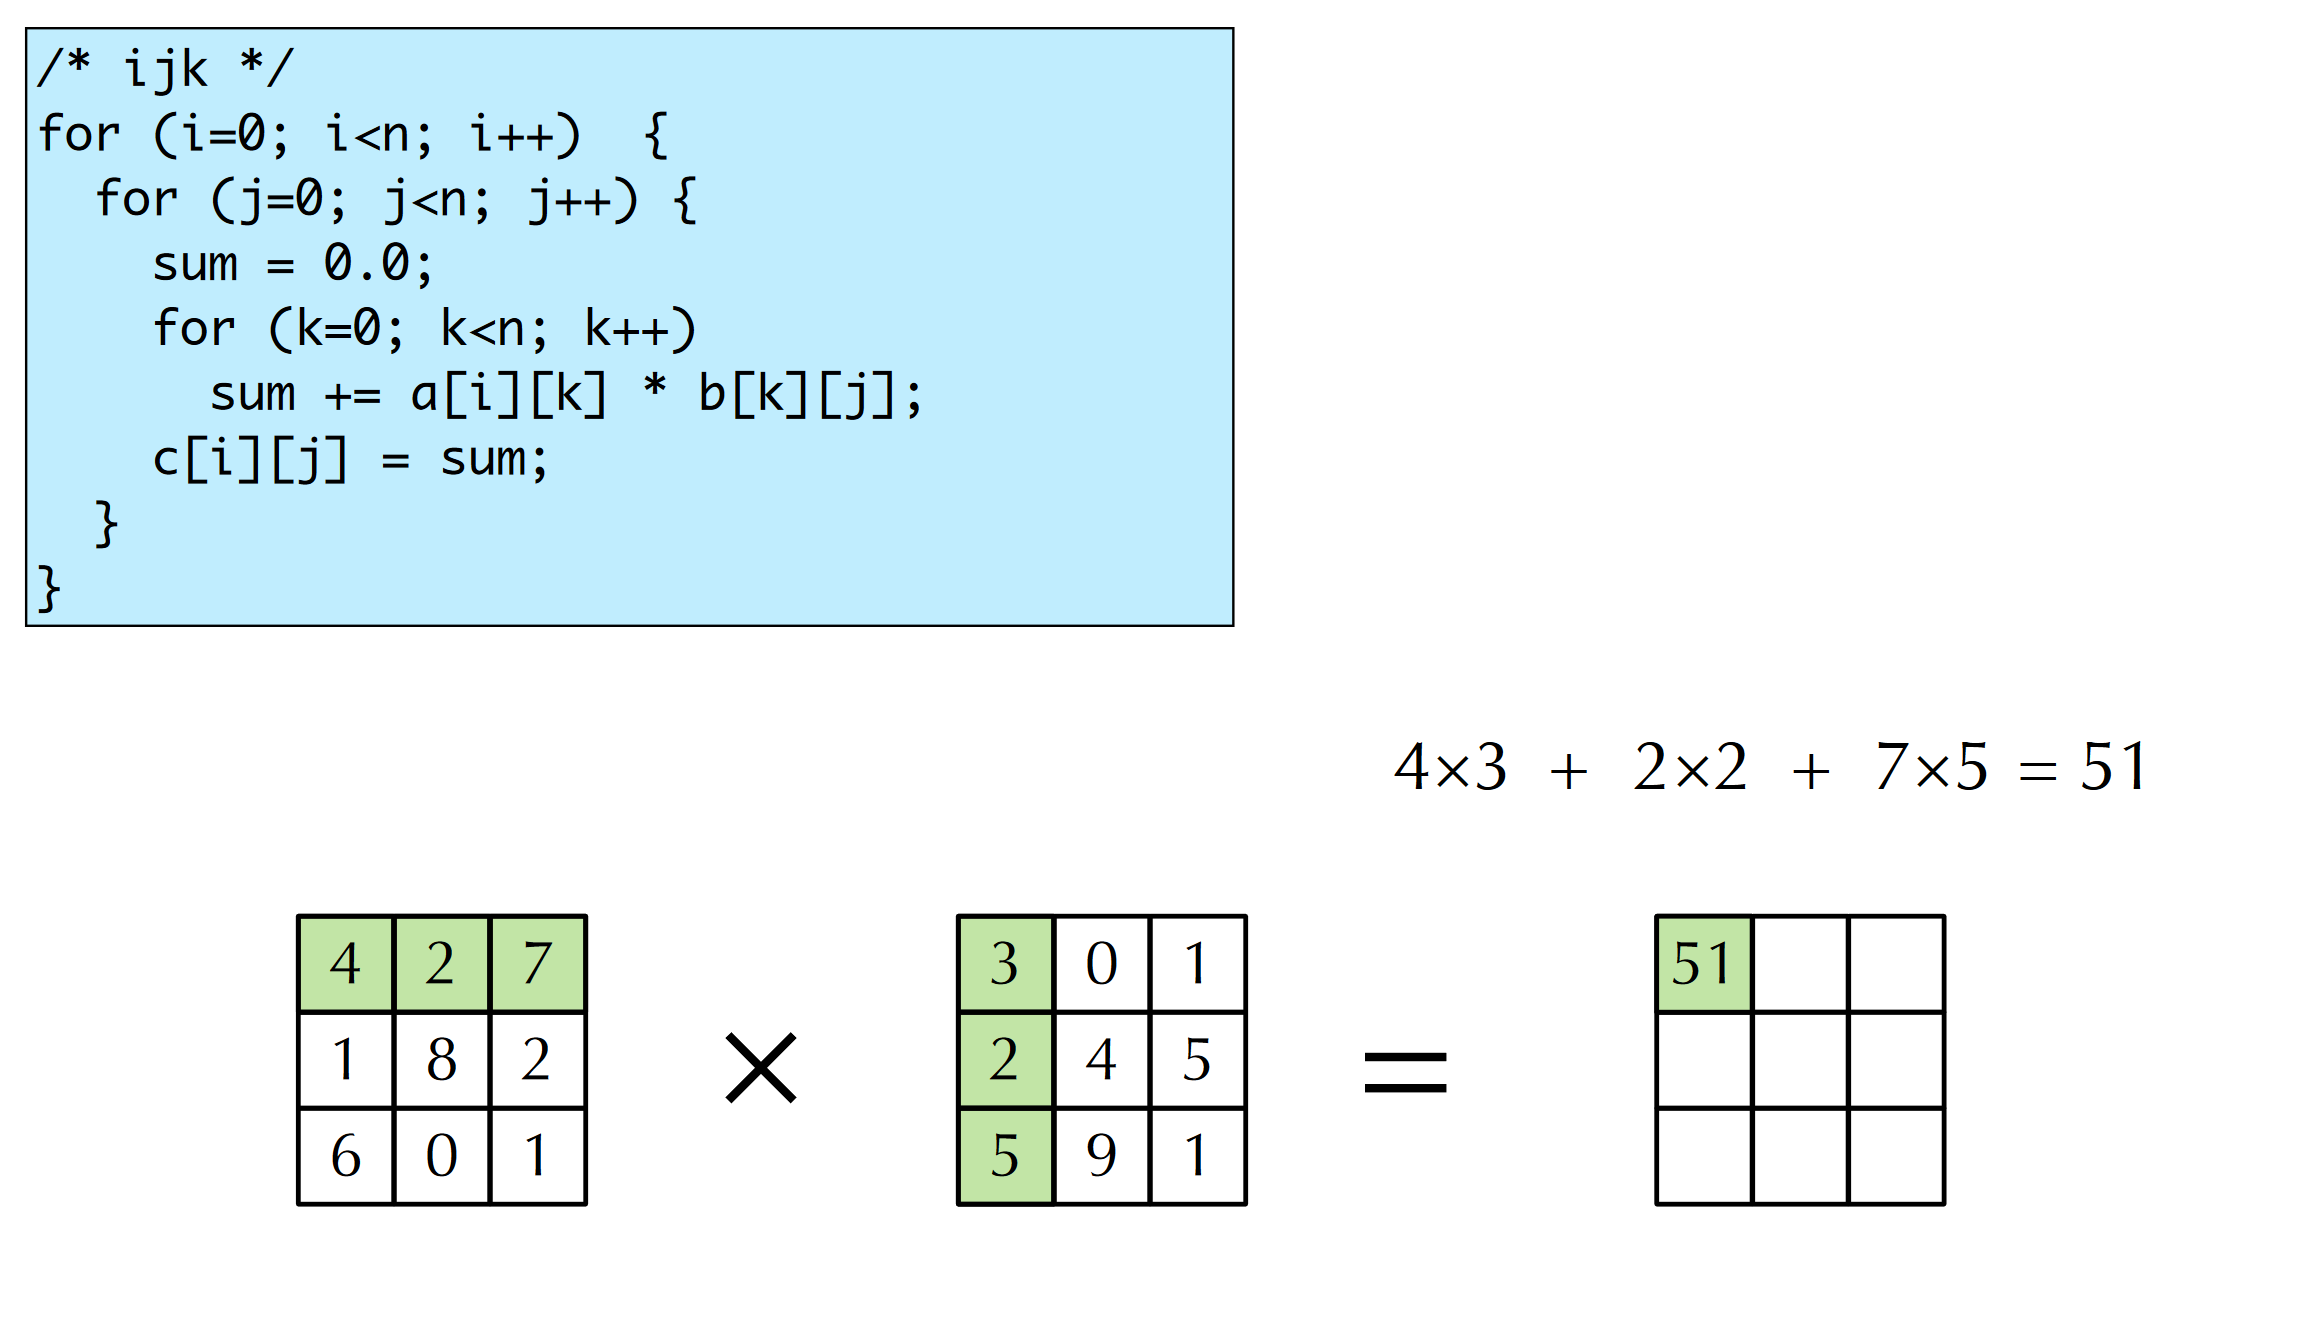 /* ijk */
for (i=0; i<n; i++)  {
  for (j=0; j<n; j++) {
    sum = 0.0;
    for (k=0; k<n; k++)
      sum += a[i][k] * b[k][j];
    c[i][j] = sum;
  }
}
4×3 + 2×2 + 7×5 = 51
4 2 7
1 8 2
6 0 1
×
3 0 1
2 4 5
5 9 1
=
51